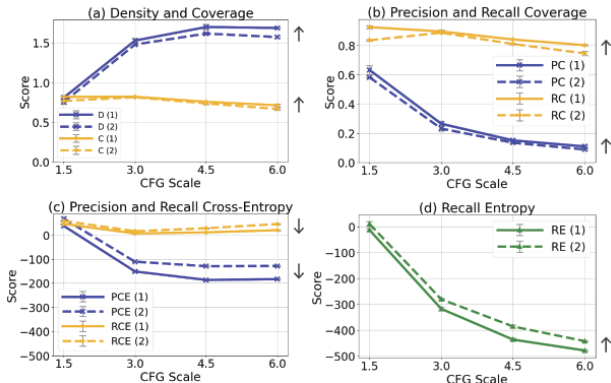 (a) Density and Coverage
1.5
1.0
0.5
0.0
Score
D (1)
D (2)
C (1)
C (2)
1.5 3.0 4.5 6.0
CFG Scale
(b) Precision and Recall Coverage
0.8
0.6
0.4
0.2
0.0
Score
PC (1)
PC (2)
RC (1)
RC (2)
1.5 3.0 4.5 6.0
CFG Scale
(c) Precision and Recall Cross-Entropy
0
−100
−200
−300
−400
−500
Score
PCE (1)
PCE (2)
RCE (1)
RCE (2)
1.5 3.0 4.5 6.0
CFG Scale
(d) Recall Entropy
0
−100
−200
−300
−400
−500
Score
RE (1)
RE (2)
1.5 3.0 4.5 6.0
CFG Scale